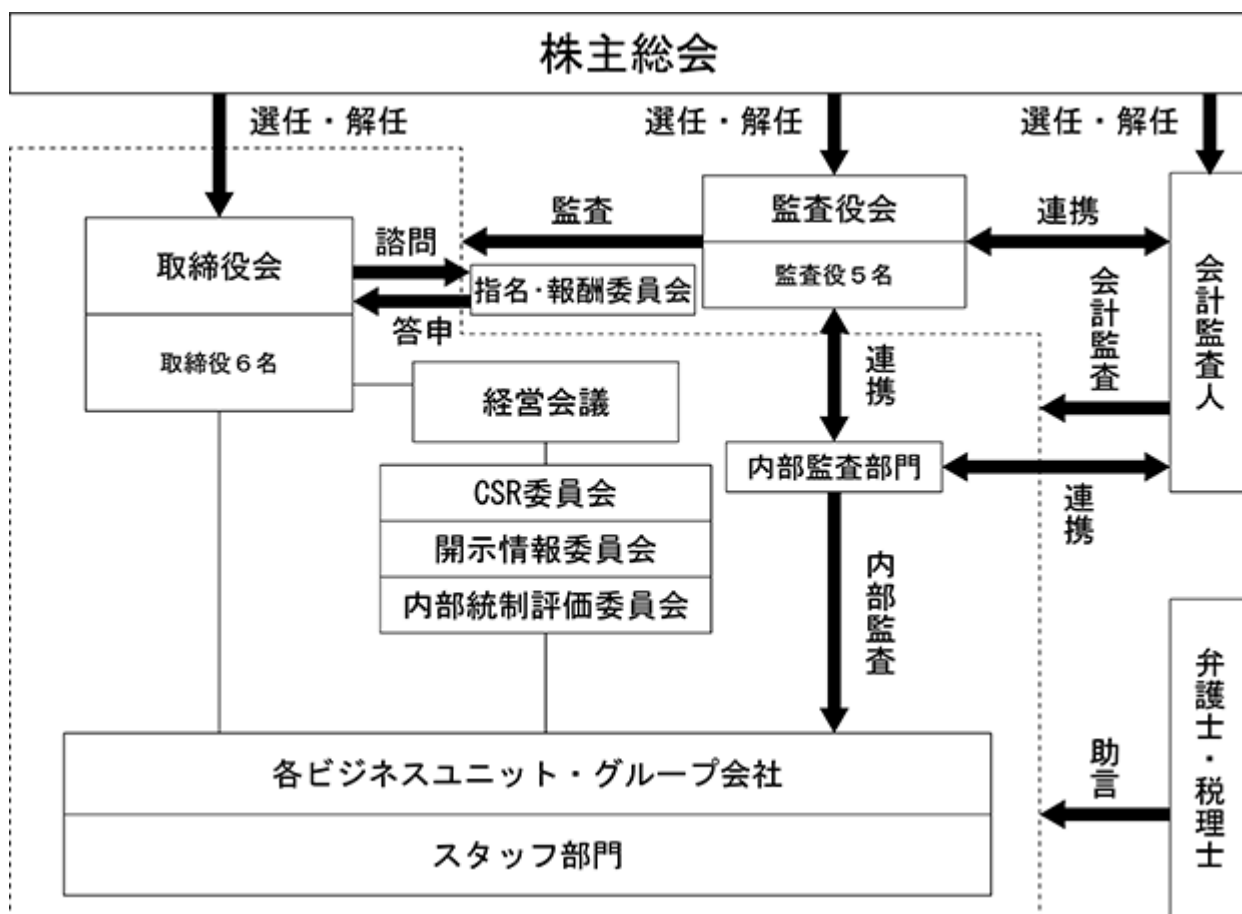 株主総会
選任・解任
選任・解任
選任・解任
監査役会
監査役5名
監査
連携
取締役会
取締役6名
諮問
答申
指名・報酬委員会
会計監査人
会計監査
連携
経営会議
内部監査部門
連携
CSR委員会
開示情報委員会
内部統制評価委員会
内部監査
弁護士・税理士
助言
各ビジネスユニット・グループ会社
スタッフ部門